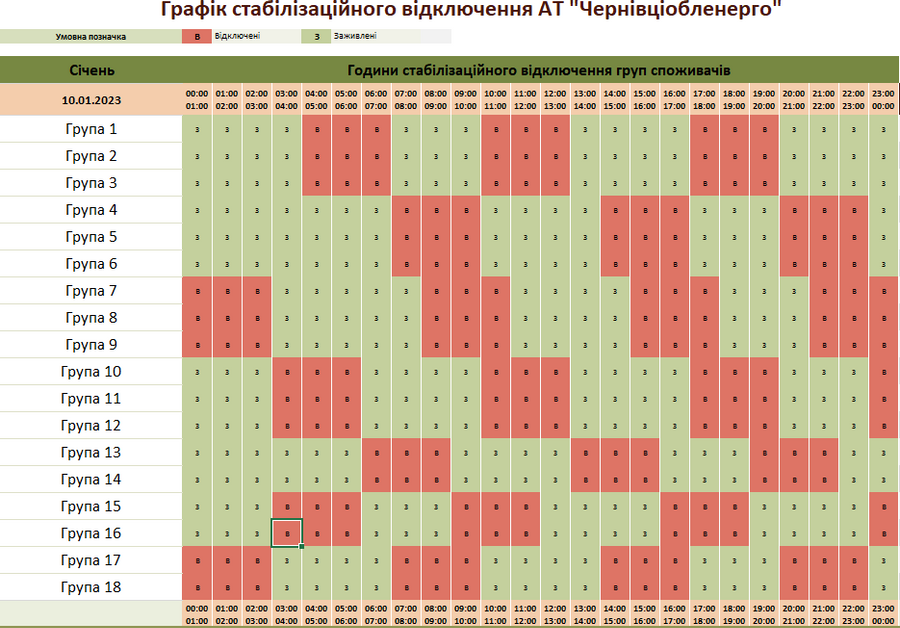 Графік стабілізаційного відключення АТ "Чернівціобленерго"
Умовна позначка В Відключені З Заживлені
Січень Години стабілізаційного відключення груп споживачів
10.01.2023
00:00 01:00 02:00 03:00 04:00 05:00 06:00 07:00 08:00 09:00 10:00 11:00 12:00 13:00 14:00 15:00 16:00 17:00 18:00 19:00 20:00 21:00 22:00 23:00
01:00 02:00 03:00 04:00 05:00 06:00 07:00 08:00 09:00 10:00 11:00 12:00 13:00 14:00 15:00 16:00 17:00 18:00 19:00 20:00 21:00 22:00 23:00 00:00
Група 1 З З З З В В В З З З В В В З З З З В В В З З З З
Група 2 З З З З В В В З З З В В В З З З З В В В З З З З
Група 3 З З З З В В В З З З В В В З З З З В В В З З З З
Група 4 З З З З З З З В В В З З З З В В В З З З В В В З
Група 5 З З З З З З З В В В З З З З В В В З З З В В В З
Група 6 З З З З З З З В В В З З З З В В В З З З В В В З
Група 7 В В В З З З З З В В В З З З З В В В З З З В В В
Група 8 В В В З З З З З В В В З З З З В В В З З З В В В
Група 9 В В В З З З З З В В В З З З З В В В З З З В В В
Група 10 З З З В В В З З З З В В В З З З З В В В З З З В
Група 11 З З З В В В З З З З В В В З З З З В В В З З З В
Група 12 З З З В В В З З З З В В В З З З З В В В З З З В
Група 13 З З З З З З В В В З З З З В В В З З З В В В З З
Група 14 З З З З З З В В В З З З З В В В З З З В В В З З
Група 15 З З З В В В З З З В В В З З З З В В В З З З З В
Група 16 З З З В В В З З З В В В З З З З В В В З З З З В
Група 17 В В В З З З З В В В З З З З В В В З З З В В В З
Група 18 В В В З З З З В В В З З З З В В В З З З В В В З
00:00 01:00 02:00 03:00 04:00 05:00 06:00 07:00 08:00 09:00 10:00 11:00 12:00 13:00 14:00 15:00 16:00 17:00 18:00 19:00 20:00 21:00 22:00 23:00
01:00 02:00 03:00 04:00 05:00 06:00 07:00 08:00 09:00 10:00 11:00 12:00 13:00 14:00 15:00 16:00 17:00 18:00 19:00 20:00 21:00 22:00 23:00 00:00